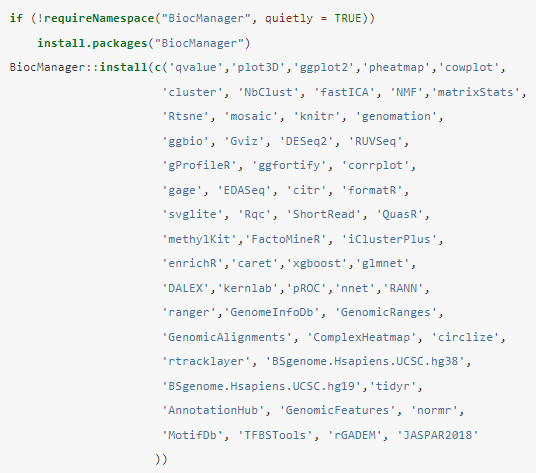 if (!requireNamespace("BiocManager", quietly = TRUE))
    install.packages("BiocManager")
BiocManager::install(c('qvalue','plot3D','ggplot2','pheatmap','cowplot',
                      'cluster', 'NbClust', 'fastICA', 'NMF','matrixStats',
                      'Rtsne', 'mosaic', 'knitr', 'genomation',
                      'ggbio', 'Gviz', 'DESeq2', 'RUVSeq',
                      'gProfileR', 'ggfortify', 'corrplot',
                      'gage', 'EDASeq', 'citr', 'formatR',
                      'svglite', 'Rqc', 'ShortRead', 'QuasR',
                      'methylKit','FactoMineR', 'iClusterPlus',
                      'enrichR','caret','xgboost','glmnet',
                      'DALEX','kernlab','pROC','nnet','RANN',
                      'ranger','GenomeInfoDb', 'GenomicRanges',
                      'GenomicAlignments', 'ComplexHeatmap', 'circlize',
                      'rtracklayer', 'BSgenome.Hsapiens.UCSC.hg38',
                      'BSgenome.Hsapiens.UCSC.hg19','tidyr',
                      'AnnotationHub', 'GenomicFeatures', 'normr',
                      'MotifDb', 'TFBSTools', 'rGADEM', 'JASPAR2018'
                     ))